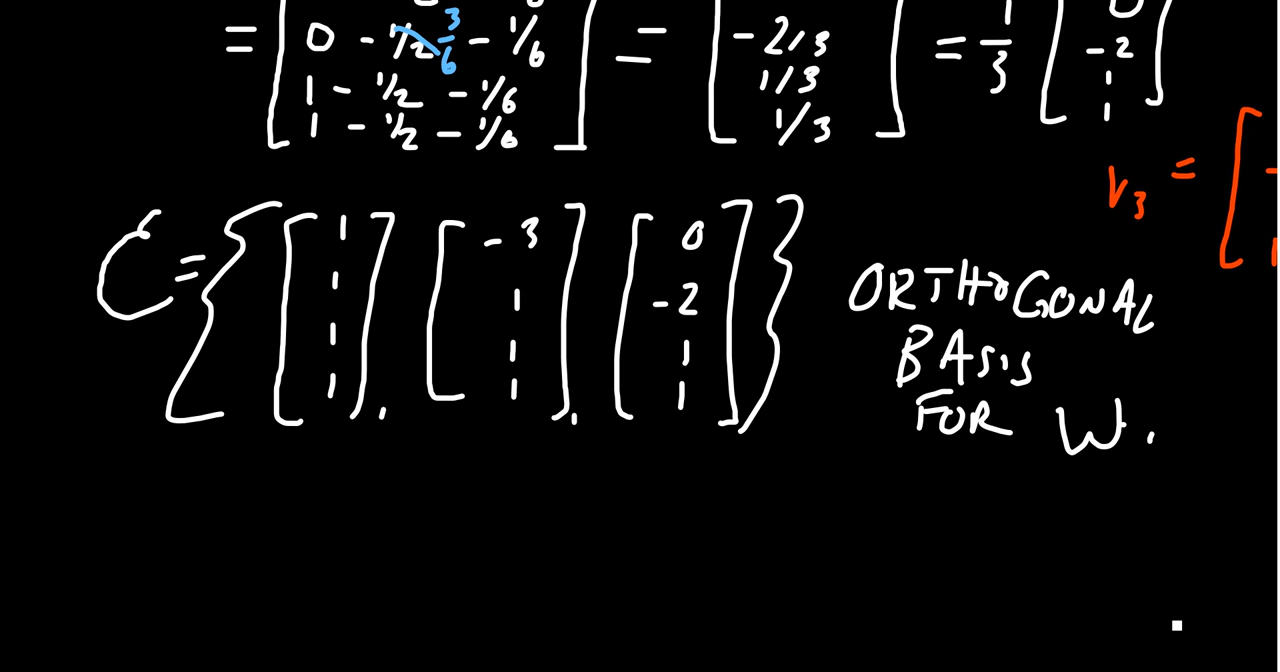 = [ 0 - 1/2 3/6 - 1/6 ] = [ -2/3 ] = 1/3 [ 0
1 - 1/2 - 1/6 1/3 -2
1 - 1/2 - 1/6 1/3 1
1 ]
v3 = [
C = { [ 1 1 1 1 ], [ -3 1 1 1 ], [ 0 -2 1 1 ] }
ORTHOGONAL
BASIS
FOR W.